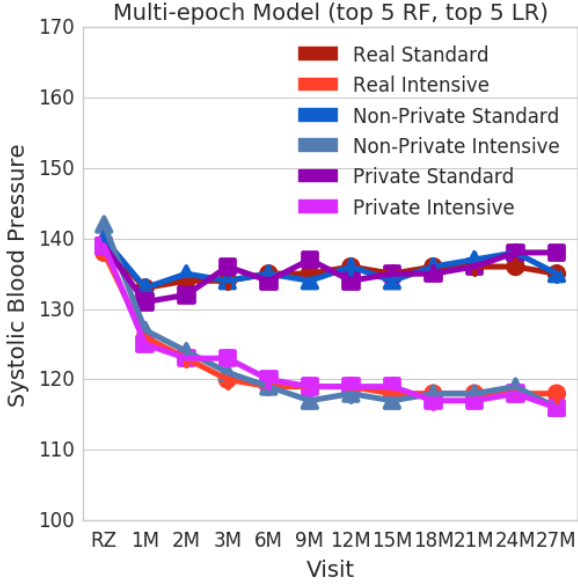 Multi-epoch Model (top 5 RF, top 5 LR)
170
160
150
140
130
120
110
100
Systolic Blood Pressure
Real Standard
Real Intensive
Non-Private Standard
Non-Private Intensive
Private Standard
Private Intensive
RZ 1M 2M 3M 6M 9M 12M 15M 18M 21M 24M 27M
Visit